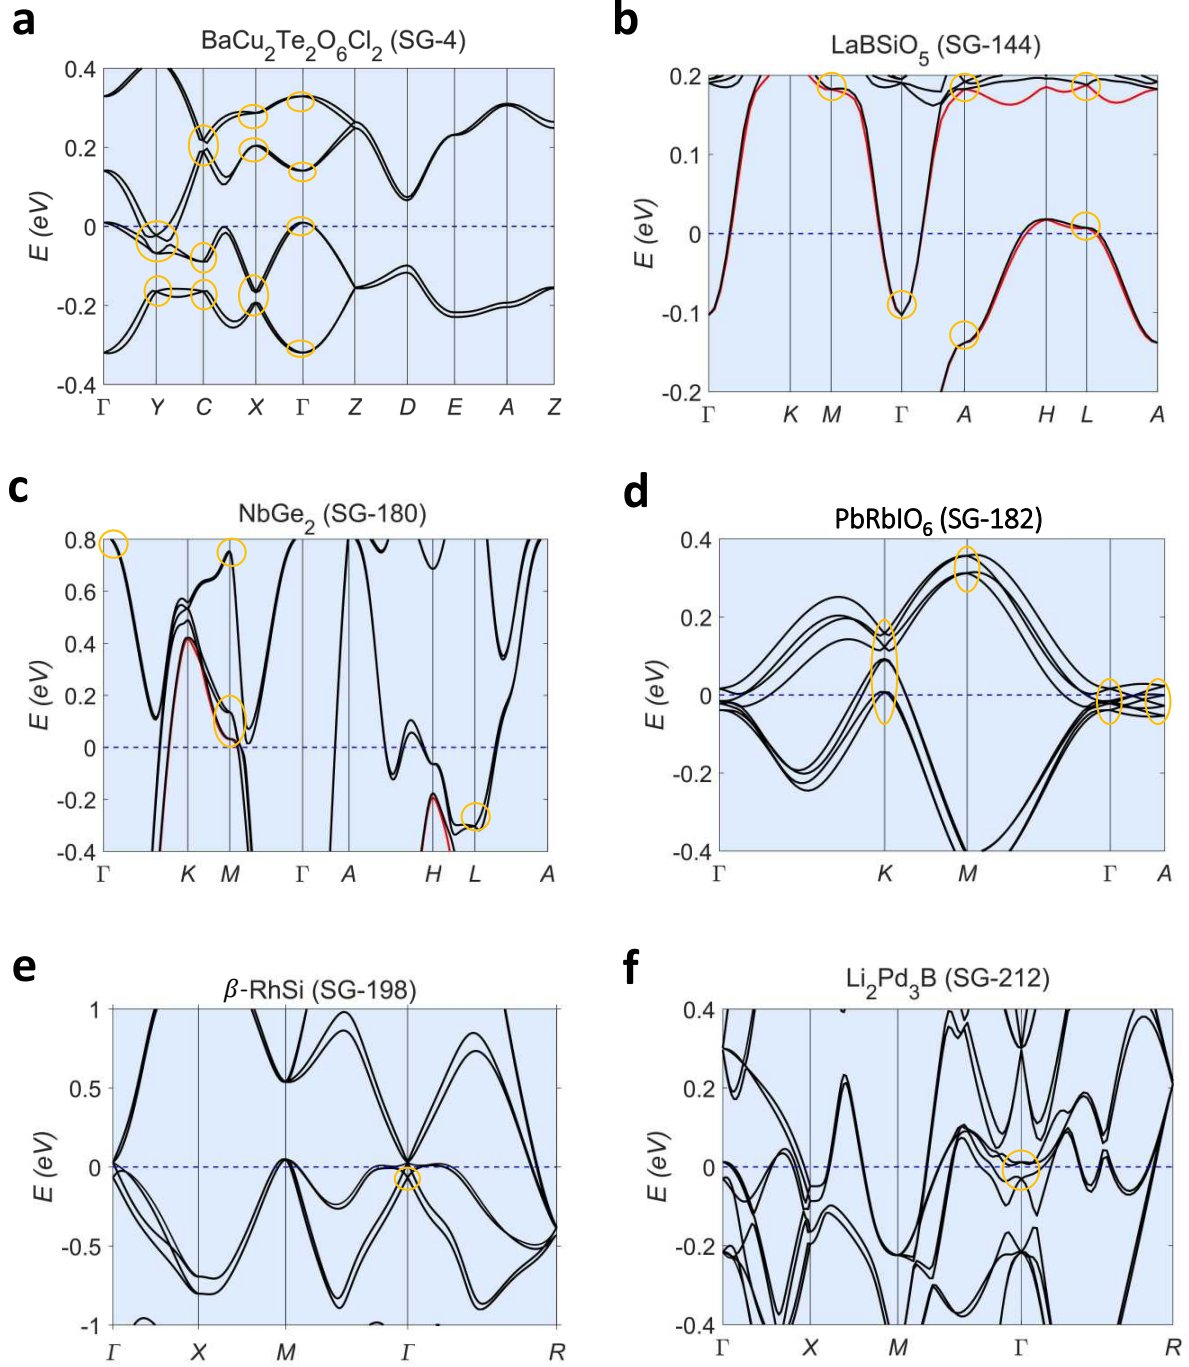 a
BaCu2Te2O6Cl2 (SG-4)
0.4
0.2
0
-0.2
-0.4
E (eV)
Γ Y C X Γ Z D E A Z
b
LaBSiO5 (SG-144)
0.2
0.1
0
-0.1
-0.2
E (eV)
Γ K M Γ A H L A
c
NbGe2 (SG-180)
0.8
0.6
0.4
0.2
0
-0.2
-0.4
E (eV)
Γ K M Γ A H L A
d
PbRbIO6 (SG-182)
0.4
0.2
0
-0.2
-0.4
E (eV)
Γ K M Γ A
e
β-RhSi (SG-198)
1
0.5
0
-0.5
-1
E (eV)
Γ X M Γ R
f
Li2Pd3B (SG-212)
0.4
0.2
0
-0.2
-0.4
E (eV)
Γ X M Γ R